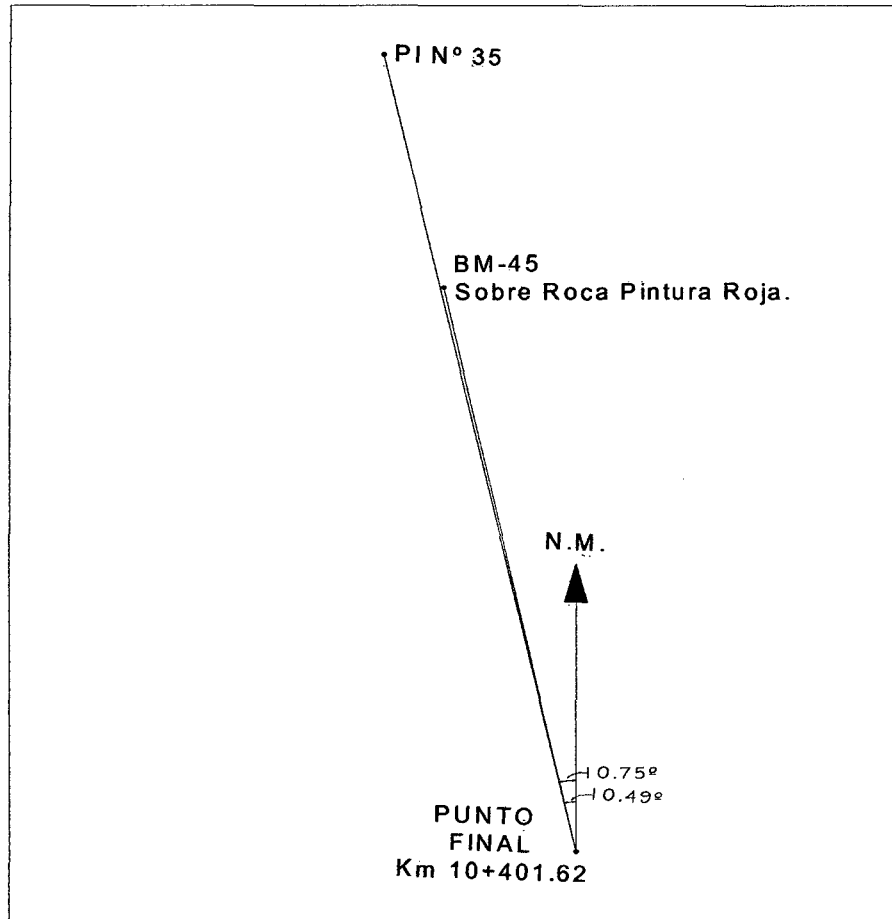 PI Nº 35
BM-45
Sobre Roca Pintura Roja.
N.M.
10.75º
10.49º
PUNTO
FINAL
Km 10+401.62